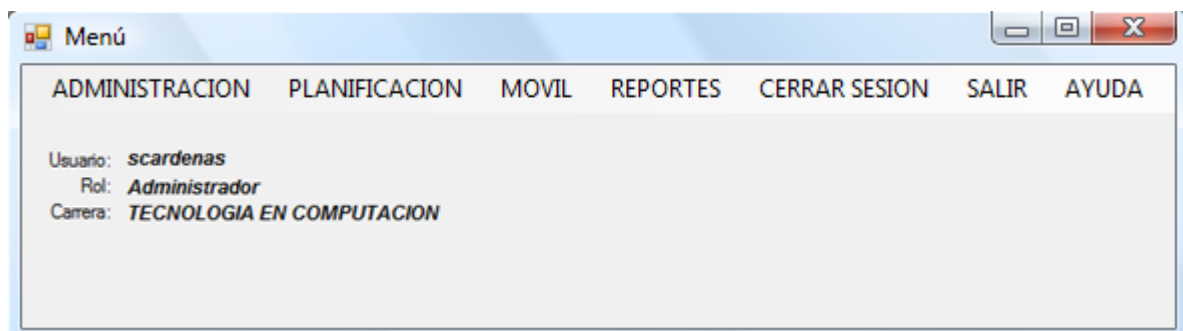 Menú
ADMINISTRACION PLANIFICACION MOVIL REPORTES CERRAR SESION SALIR AYUDA
Usuario: scardenas
Rol: Administrador
Carrera: TECNOLOGIA EN COMPUTACION